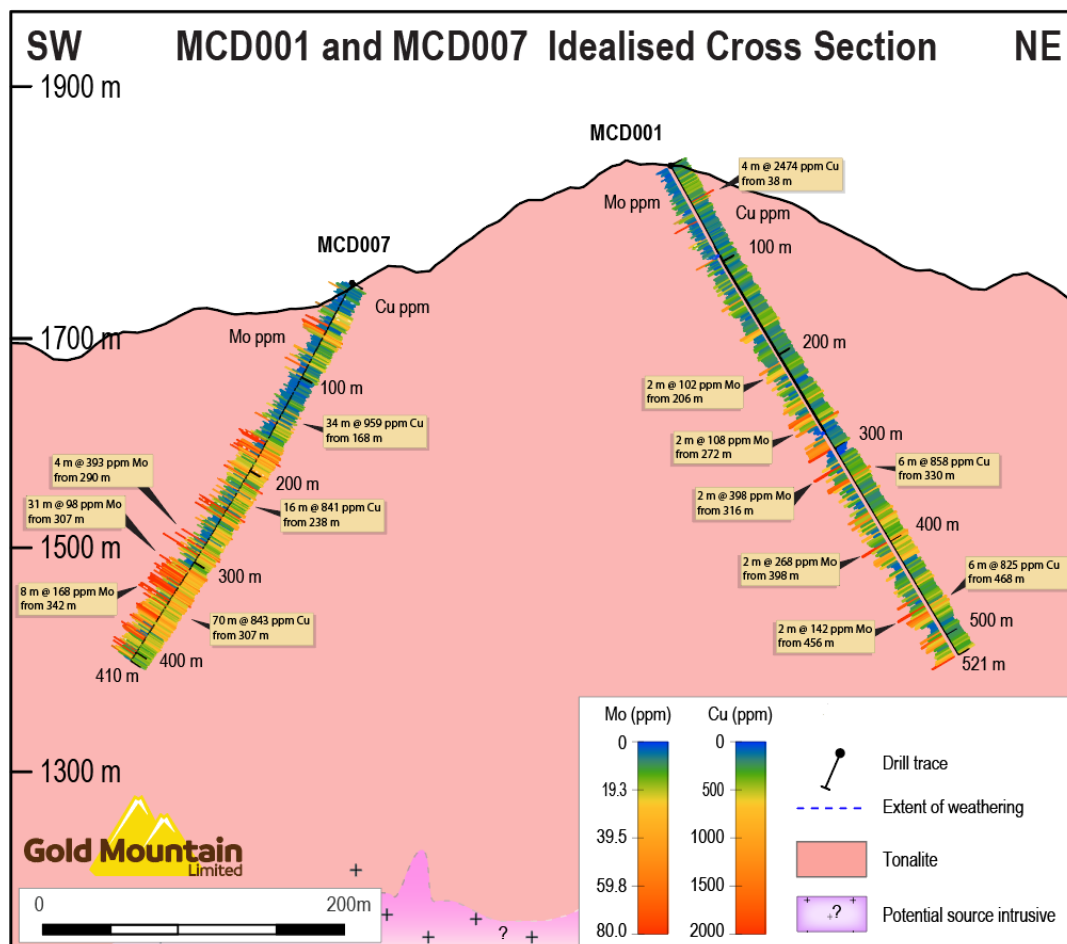 SW MCD001 and MCD007 Idealised Cross Section NE
1900 m
MCD001
4 m @ 2474 ppm Cu
from 38 m
Mo ppm
Cu ppm
MCD007
100 m
Cu ppm
1700 m
Mo ppm
200 m
100 m
2 m @ 102 ppm Mo
from 206 m
34 m @ 959 ppm Cu
from 168 m
2 m @ 108 ppm Mo
from 272 m
300 m
4 m @ 393 ppm Mo
from 290 m
6 m @ 858 ppm Cu
from 330 m
200 m
31 m @ 98 ppm Mo
from 307 m
2 m @ 398 ppm Mo
from 316 m
16 m @ 841 ppm Cu
from 238 m
400 m
1500 m
2 m @ 268 ppm Mo
from 398 m
300 m
6 m @ 825 ppm Cu
from 468 m
8 m @ 168 ppm Mo
from 342 m
70 m @ 843 ppm Cu
from 307 m
2 m @ 142 ppm Mo
from 456 m
500 m
400 m
521 m
410 m
1300 m
Gold Mountain
Limited
0 200m
?
Mo (ppm)
0
19.3
39.5
59.8
80.0
Cu (ppm)
0
500
1000
1500
2000
Drill trace
Extent of weathering
Tonalite
?
Potential source intrusive